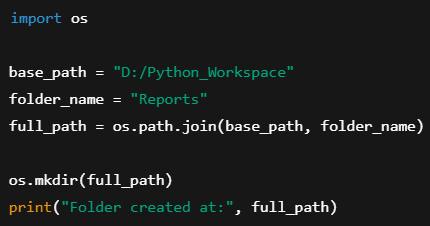 import os
base_path = "D:/Python_Workspace"
folder_name = "Reports"
full_path = os.path.join(base_path, folder_name)
os.mkdir(full_path)
print("Folder created at:", full_path)